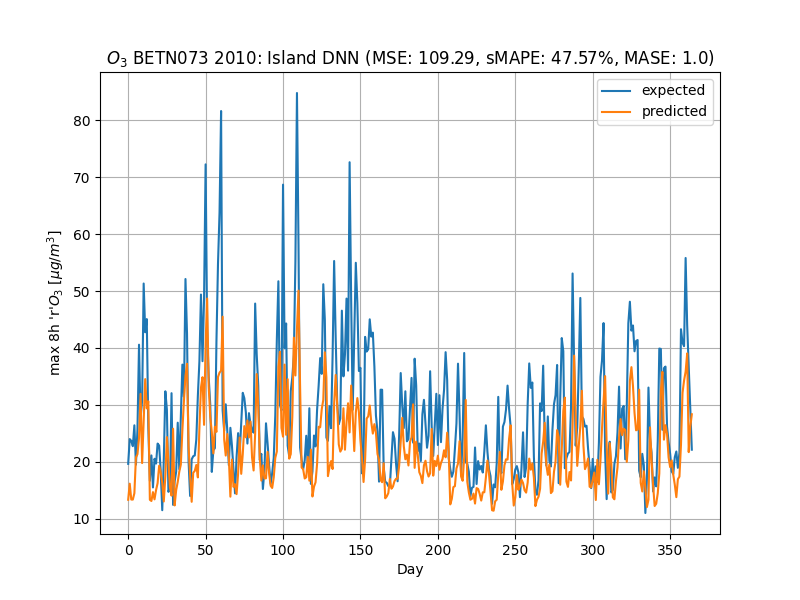 O₃ BETN073 2010: Island DNN (MSE: 109.29, sMAPE: 47.57%, MASE: 1.0)
expected
predicted
max 8h 'r'O₃ [μg/m³]
80
70
60
50
40
30
20
10
0 50 100 150 200 250 300 350
Day